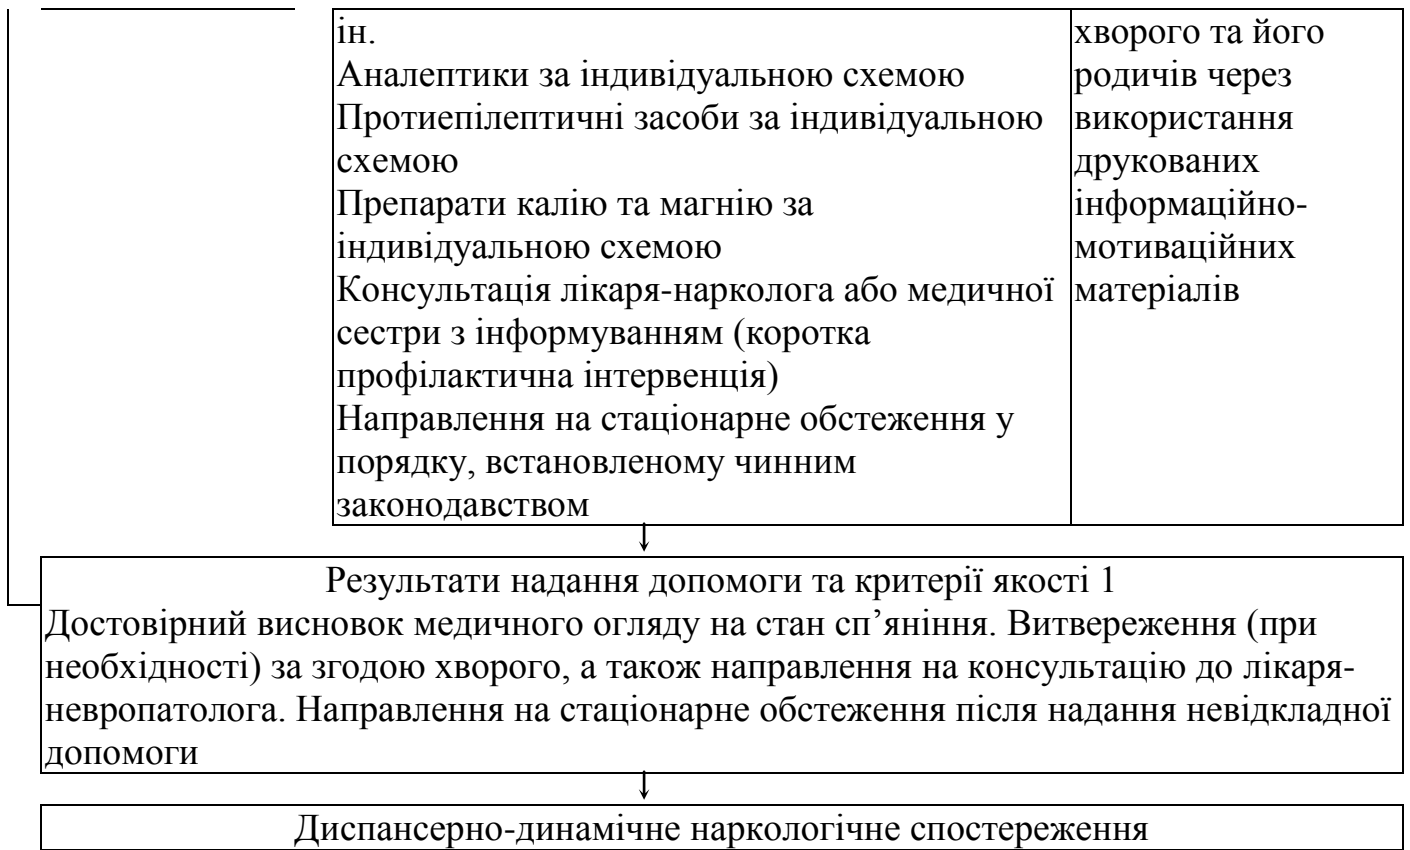 ін.
Аналептики за індивідуальною схемою
Протиепілептичні засоби за індивідуальною
схемою
Препарати калію та магнію за
індивідуальною схемою
Консультація лікаря-нарколога або медичної
сестри з інформуванням (коротка
профілактична інтервенція)
Направлення на стаціонарне обстеження у
порядку, встановленому чинним
законодавством
хворого та його
родичів через
використання
друкованих
інформаційно-
мотиваційних
матеріалів
Результати надання допомоги та критерії якості 1
Достовірний висновок медичного огляду на стан сп’яніння. Витвереження (при
необхідності) за згодою хворого, а також направлення на консультацію до лікаря-
невропатолога. Направлення на стаціонарне обстеження після надання невідкладної
допомоги
Диспансерно-динамічне наркологічне спостереження